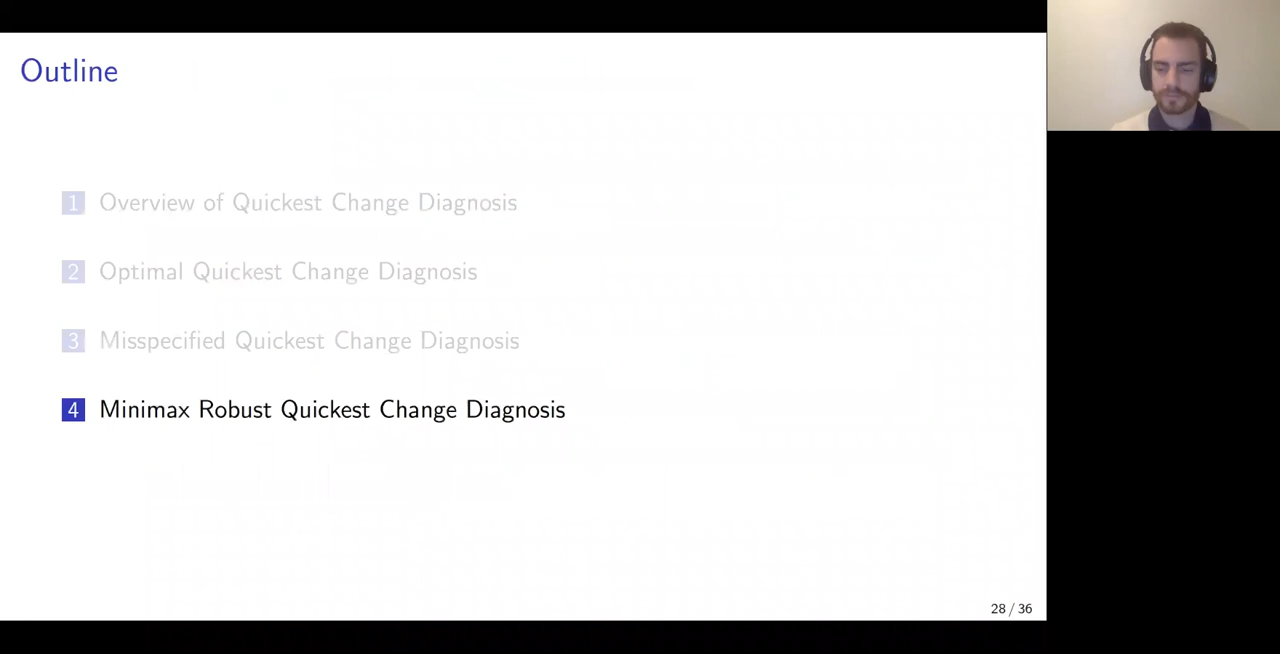 Outline
1 Overview of Quickest Change Diagnosis
2 Optimal Quickest Change Diagnosis
3 Misspecified Quickest Change Diagnosis
4 Minimax Robust Quickest Change Diagnosis
28 / 36